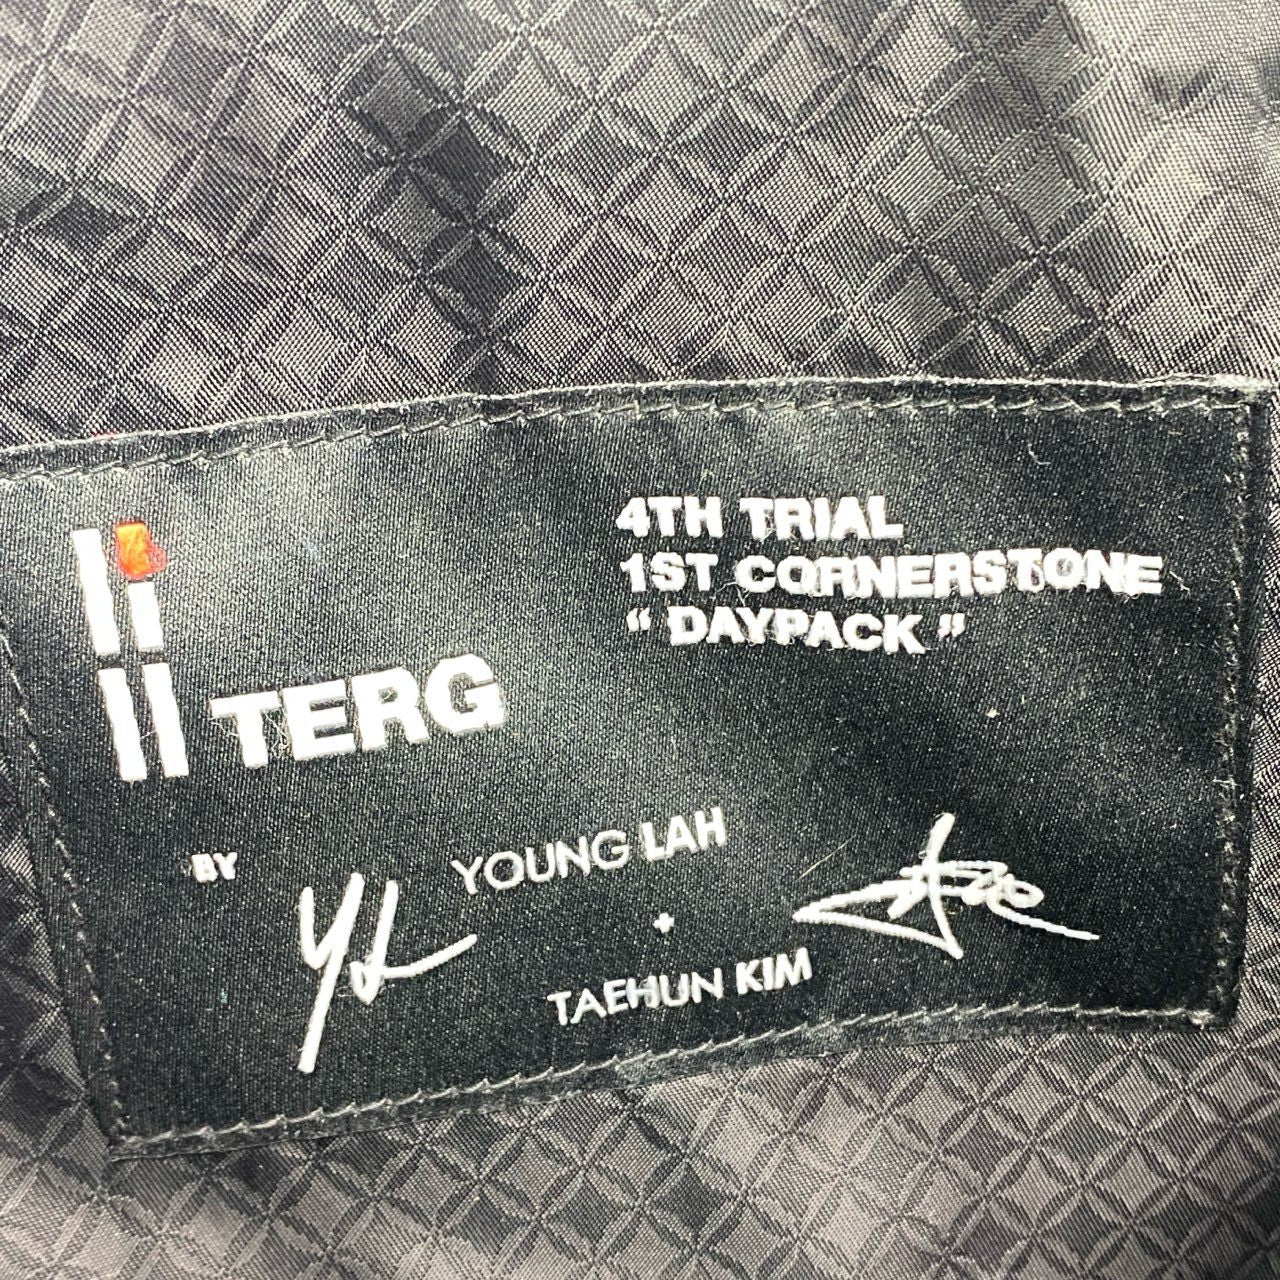 4TH TRIAL
1ST CORNERSTONE
“ DAYPACK ”
TERG
BY
YOUNG LAH
+
TAEHUN KIM